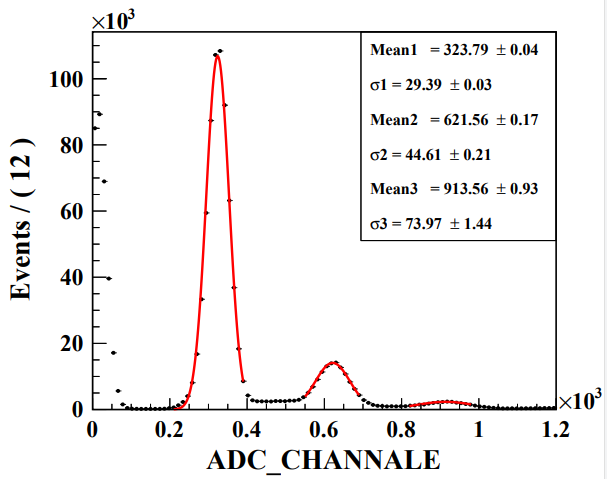 ×10³
Mean1 = 323.79 ± 0.04
σ1 = 29.39 ± 0.03
Mean2 = 621.56 ± 0.17
σ2 = 44.61 ± 0.21
Mean3 = 913.56 ± 0.93
σ3 = 73.97 ± 1.44
100
80
60
40
20
0
Events / ( 12 )
0 0.2 0.4 0.6 0.8 1 1.2
×10³
ADC_CHANNALE